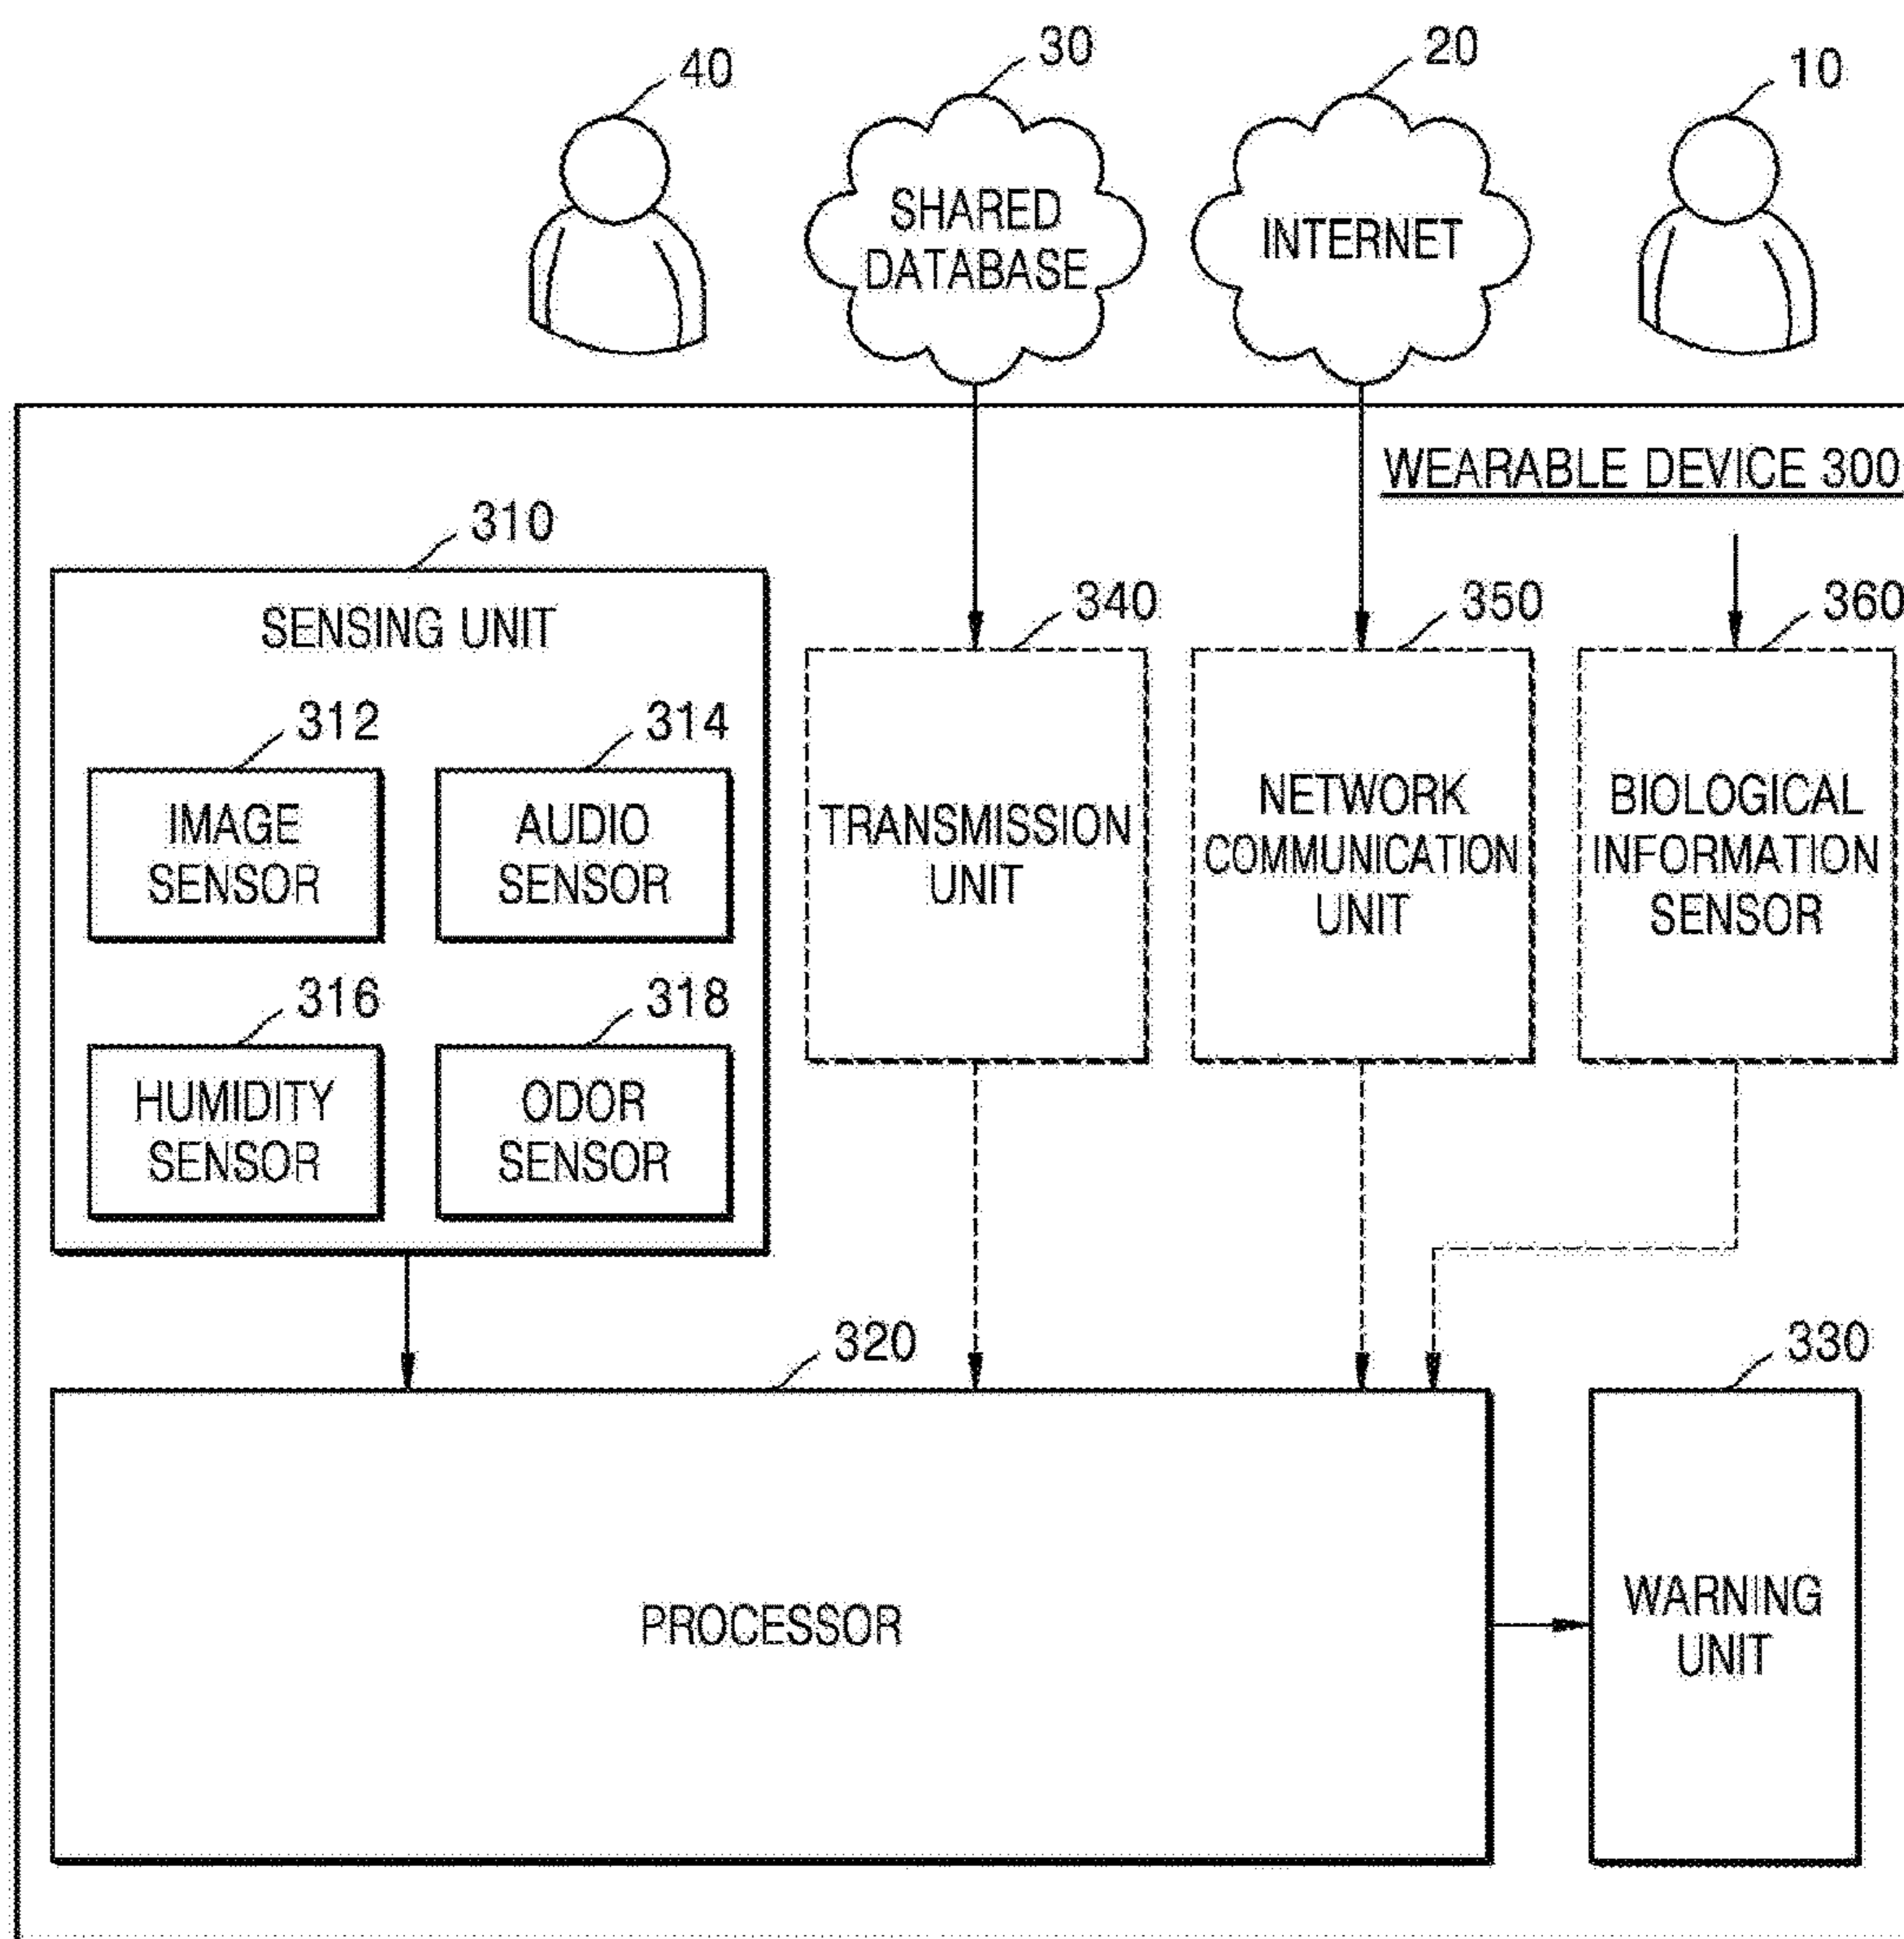 40
30
20
10
SHARED
DATABASE
INTERNET
WEARABLE DEVICE 300
310
SENSING UNIT
312
IMAGE
SENSOR
314
AUDIO
SENSOR
316
HUMIDITY
SENSOR
318
ODOR
SENSOR
340
TRANSMISSION
UNIT
350
NETWORK
COMMUNICATION
UNIT
360
BIOLOGICAL
INFORMATION
SENSOR
320
PROCESSOR
330
WARNING
UNIT